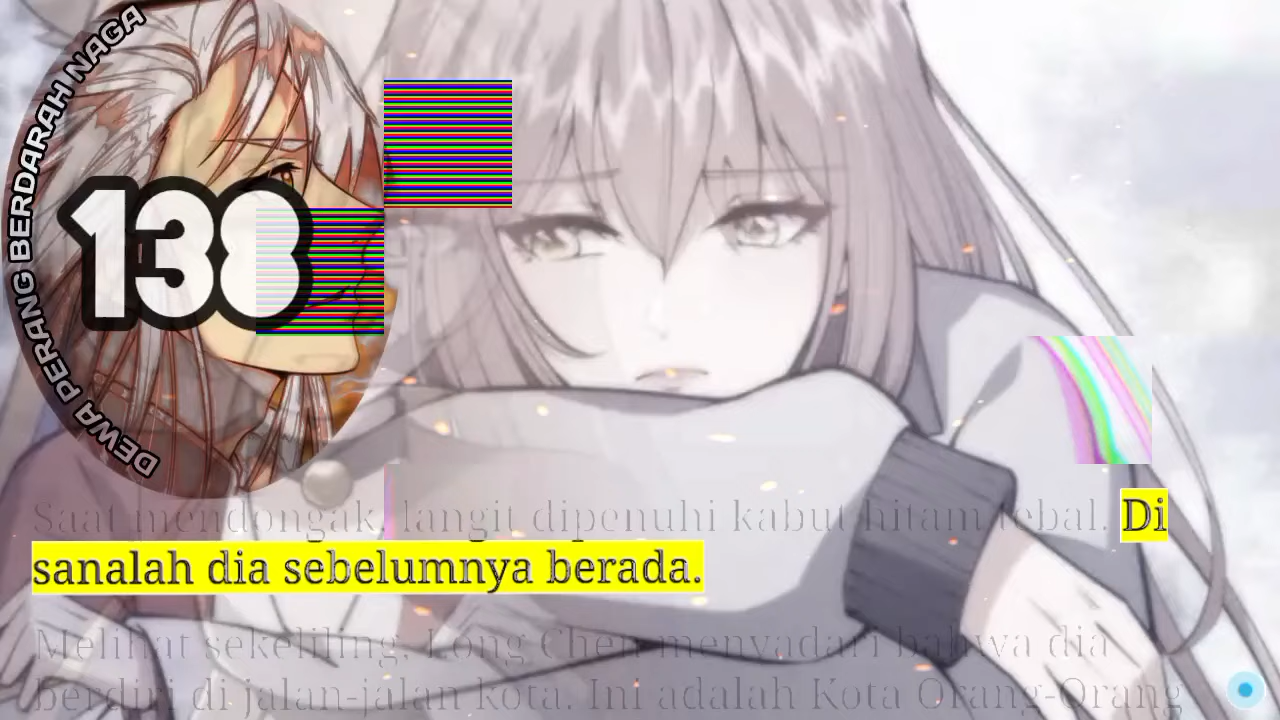 DEWA PERANG BERDARAH NAGA
138
Saat mendongak, langit dipenuhi kabut hitam tebal. Di
sanalah dia sebelumnya berada.
Melihat sekeliling, Long Chen menyadari bahwa dia
berdiri di jalan-jalan kota. Ini adalah Kota Orang-Orang